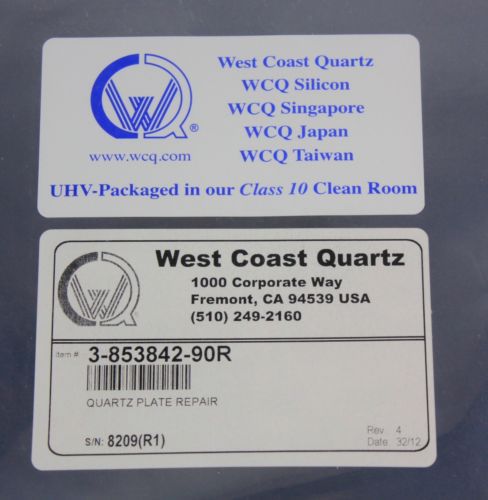 West Coast Quartz
WCQ Silicon
WCQ Singapore
WCQ Japan
WCQ Taiwan
WCQ ®
www.wcq.com
UHV-Packaged in our Class 10 Clean Room
WCQ
West Coast Quartz
1000 Corporate Way
Fremont, CA 94539 USA
(510) 249-2160
Item # 3-853842-90R
QUARTZ PLATE REPAIR
S/N: 8209(R1)
Rev. 4
Date: 32/12